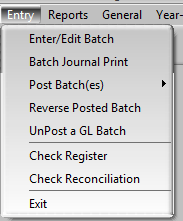 Entry Reports General Year-
Enter/Edit Batch
Batch Journal Print
Post Batch(es)
Reverse Posted Batch
UnPost a GL Batch
Check Register
Check Reconciliation
Exit